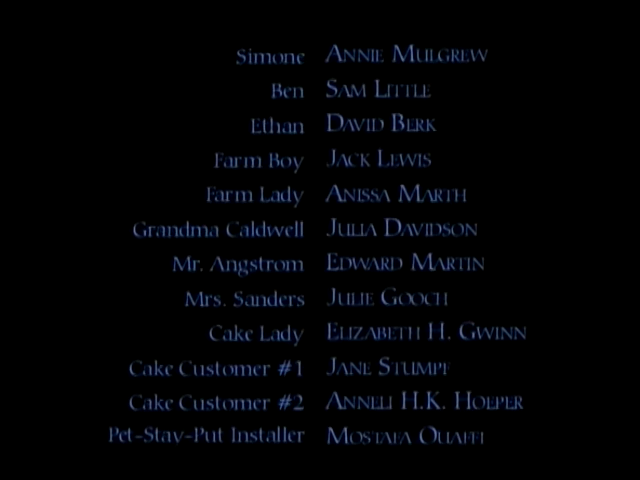 Simone ANNIE MULGREW
Ben SAM LITTLE
Ethan DAVID BERK
Farm Boy JACK LEWIS
Farm Lady ANISSA MARTH
Grandma Caldwell JULIA DAVIDSON
Mr. Angstrom EDWARD MARTIN
Mrs. Sanders JULIE GOOCH
Cake Lady ELIZABETH H. GWINN
Cake Customer #1 JANE STUMPF
Cake Customer #2 ANNELI H.K. HOEPER
Pet-Stay-Put Installer MOSTAFA